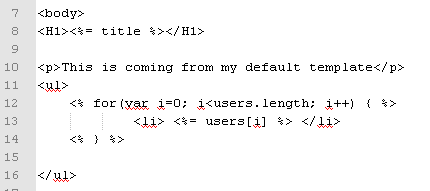 7 <body>
8 <H1><%= title %></H1>
9
10 <p>This is coming from my default template</p>
11 <ul>
12 <% for(var i=0; i<users.length; i++) { %>
13 <li> <%= users[i] %> </li>
14 <% } %>
15
16 </ul>